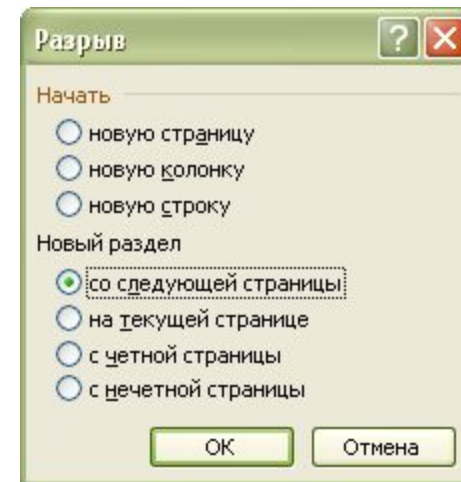 Разрыв
Начать
новую страницу
новую колонку
новую строку
Новый раздел
со следующей страницы
на текущей странице
с четной страницы
с нечетной страницы
ОК Отмена